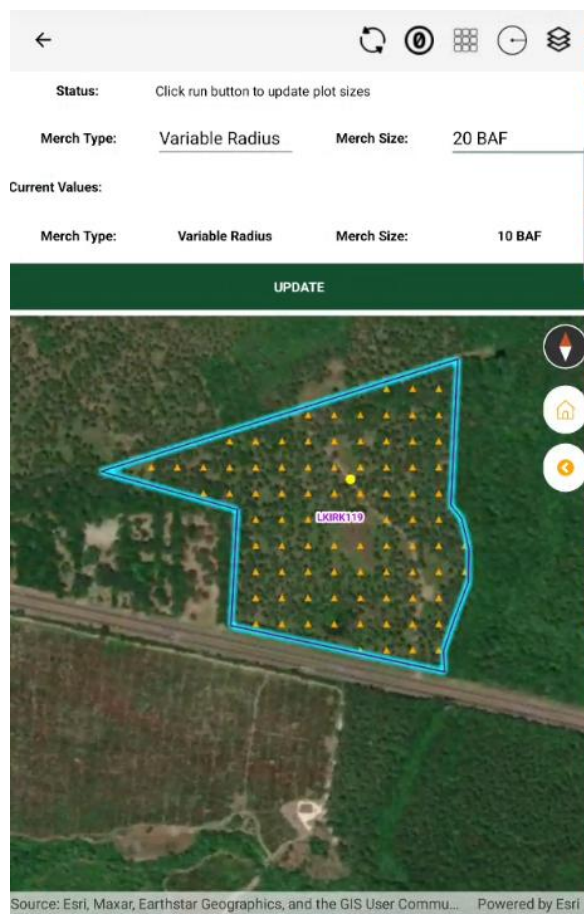 Status: Click run button to update plot sizes
Merch Type: Variable Radius Merch Size: 20 BAF
Current Values:
Merch Type: Variable Radius Merch Size: 10 BAF
UPDATE
LKIRK119
Source: Esri, Maxar, Earthstar Geographics, and the GIS User Commu... Powered by Esri